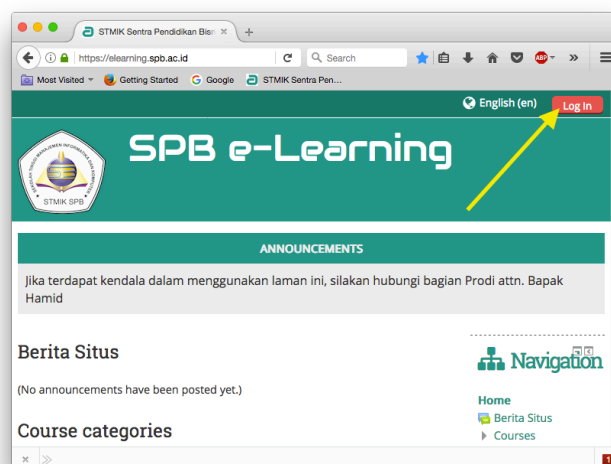 STMIK Sentra Pendidikan Bisn
https://elearning.spb.ac.id
Search
ABP
Most Visited
Getting Started
Google
STMIK Sentra Pen...
English (en)
Log In
SPB e-Learning
STMIK SPB
ANNOUNCEMENTS
Jika terdapat kendala dalam menggunakan laman ini, silakan hubungi bagian Prodi attn. Bapak
Hamid
Berita Situs
Navigation
(No announcements have been posted yet.)
Home
Berita Situs
Course categories
Courses